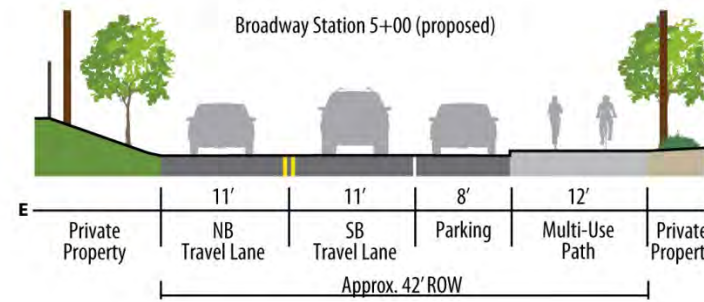 Broadway Station 5+00 (proposed)
11’ 11’ 8’ 12’
E
Private Property
NB Travel Lane
SB Travel Lane
Parking
Multi-Use Path
Private Propert
Approx. 42’ ROW